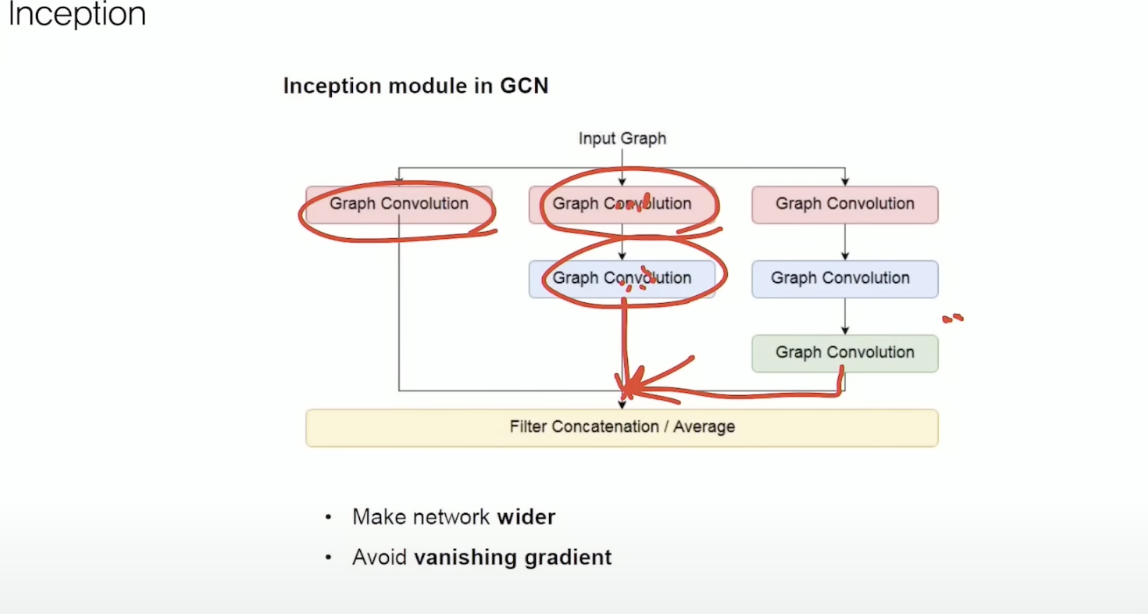 Inception
Inception module in GCN
Input Graph
Graph Convolution Graph Convolution Graph Convolution
Graph Convolution Graph Convolution
Graph Convolution
Filter Concatenation / Average
• Make network wider
• Avoid vanishing gradient